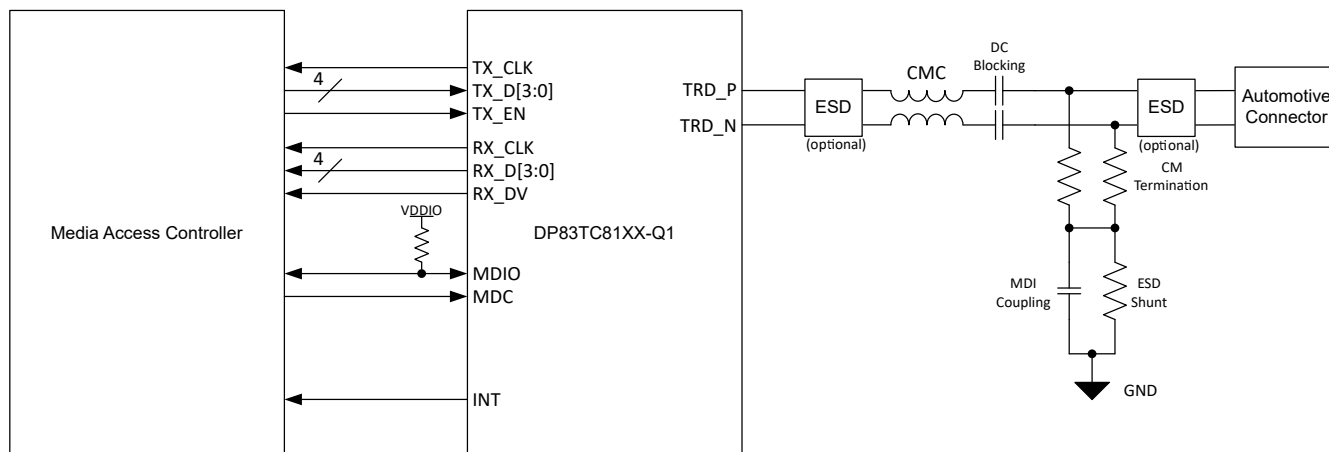 Media Access Controller
4
4
VDDIO
TX_CLK
TX_D[3:0]
TX_EN
RX_CLK
RX_D[3:0]
RX_DV
MDIO
MDC
INT
DP83TC81XX-Q1
TRD_P
TRD_N
ESD
(optional)
CMC
DC
Blocking
ESD
(optional)
Automotive
Connector
CM
Termination
MDI
Coupling
ESD
Shunt
GND